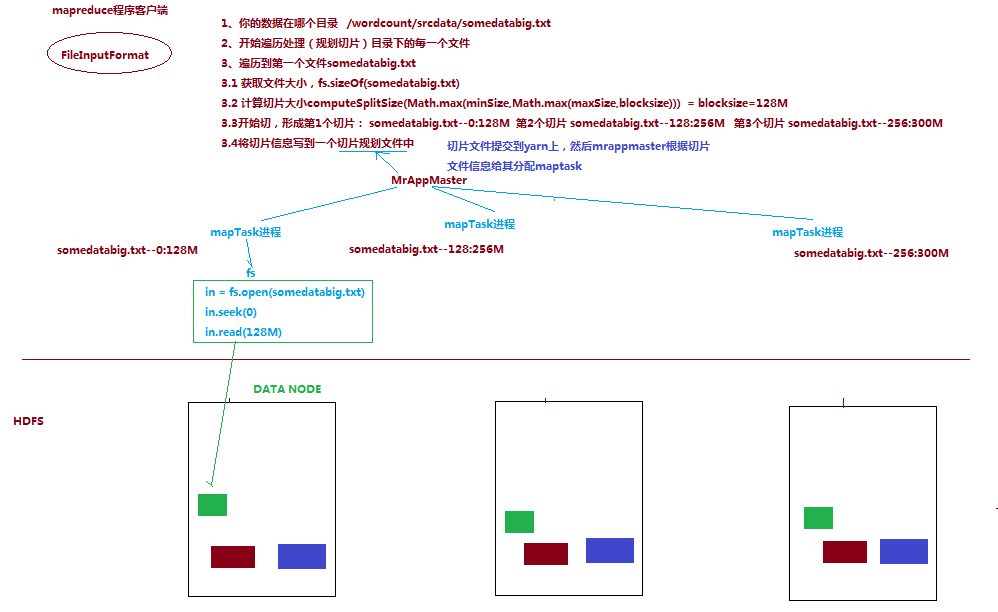 mapreduce程序客户端
FileInputFormat
1、你的数据在哪个目录 /wordcount/srcdata/somedatabig.txt
2、开始遍历处理（规划切片）目录下的每一个文件
3、遍历到第一个文件somedatabig.txt
3.1 获取文件大小，fs.sizeOf(somedatabig.txt)
3.2 计算切片大小computeSplitSize(Math.max(minSize,Math.max(maxSize,blocksize))) = blocksize=128M
3.3开始切，形成第1个切片： somedatabig.txt--0:128M 第2个切片 somedatabig.txt--128:256M 第3个切片 somedatabig.txt--256:300M
3.4将切片信息写到一个切片规划文件中
切片文件提交到yarn上，然后mrappmaster根据切片
文件信息给其分配maptask
MrAppMaster
mapTask进程
mapTask进程
mapTask进程
somedatabig.txt--0:128M
somedatabig.txt--128:256M
somedatabig.txt--256:300M
fs
in = fs.open(somedatabig.txt)
in.seek(0)
in.read(128M)
DATA NODE
HDFS